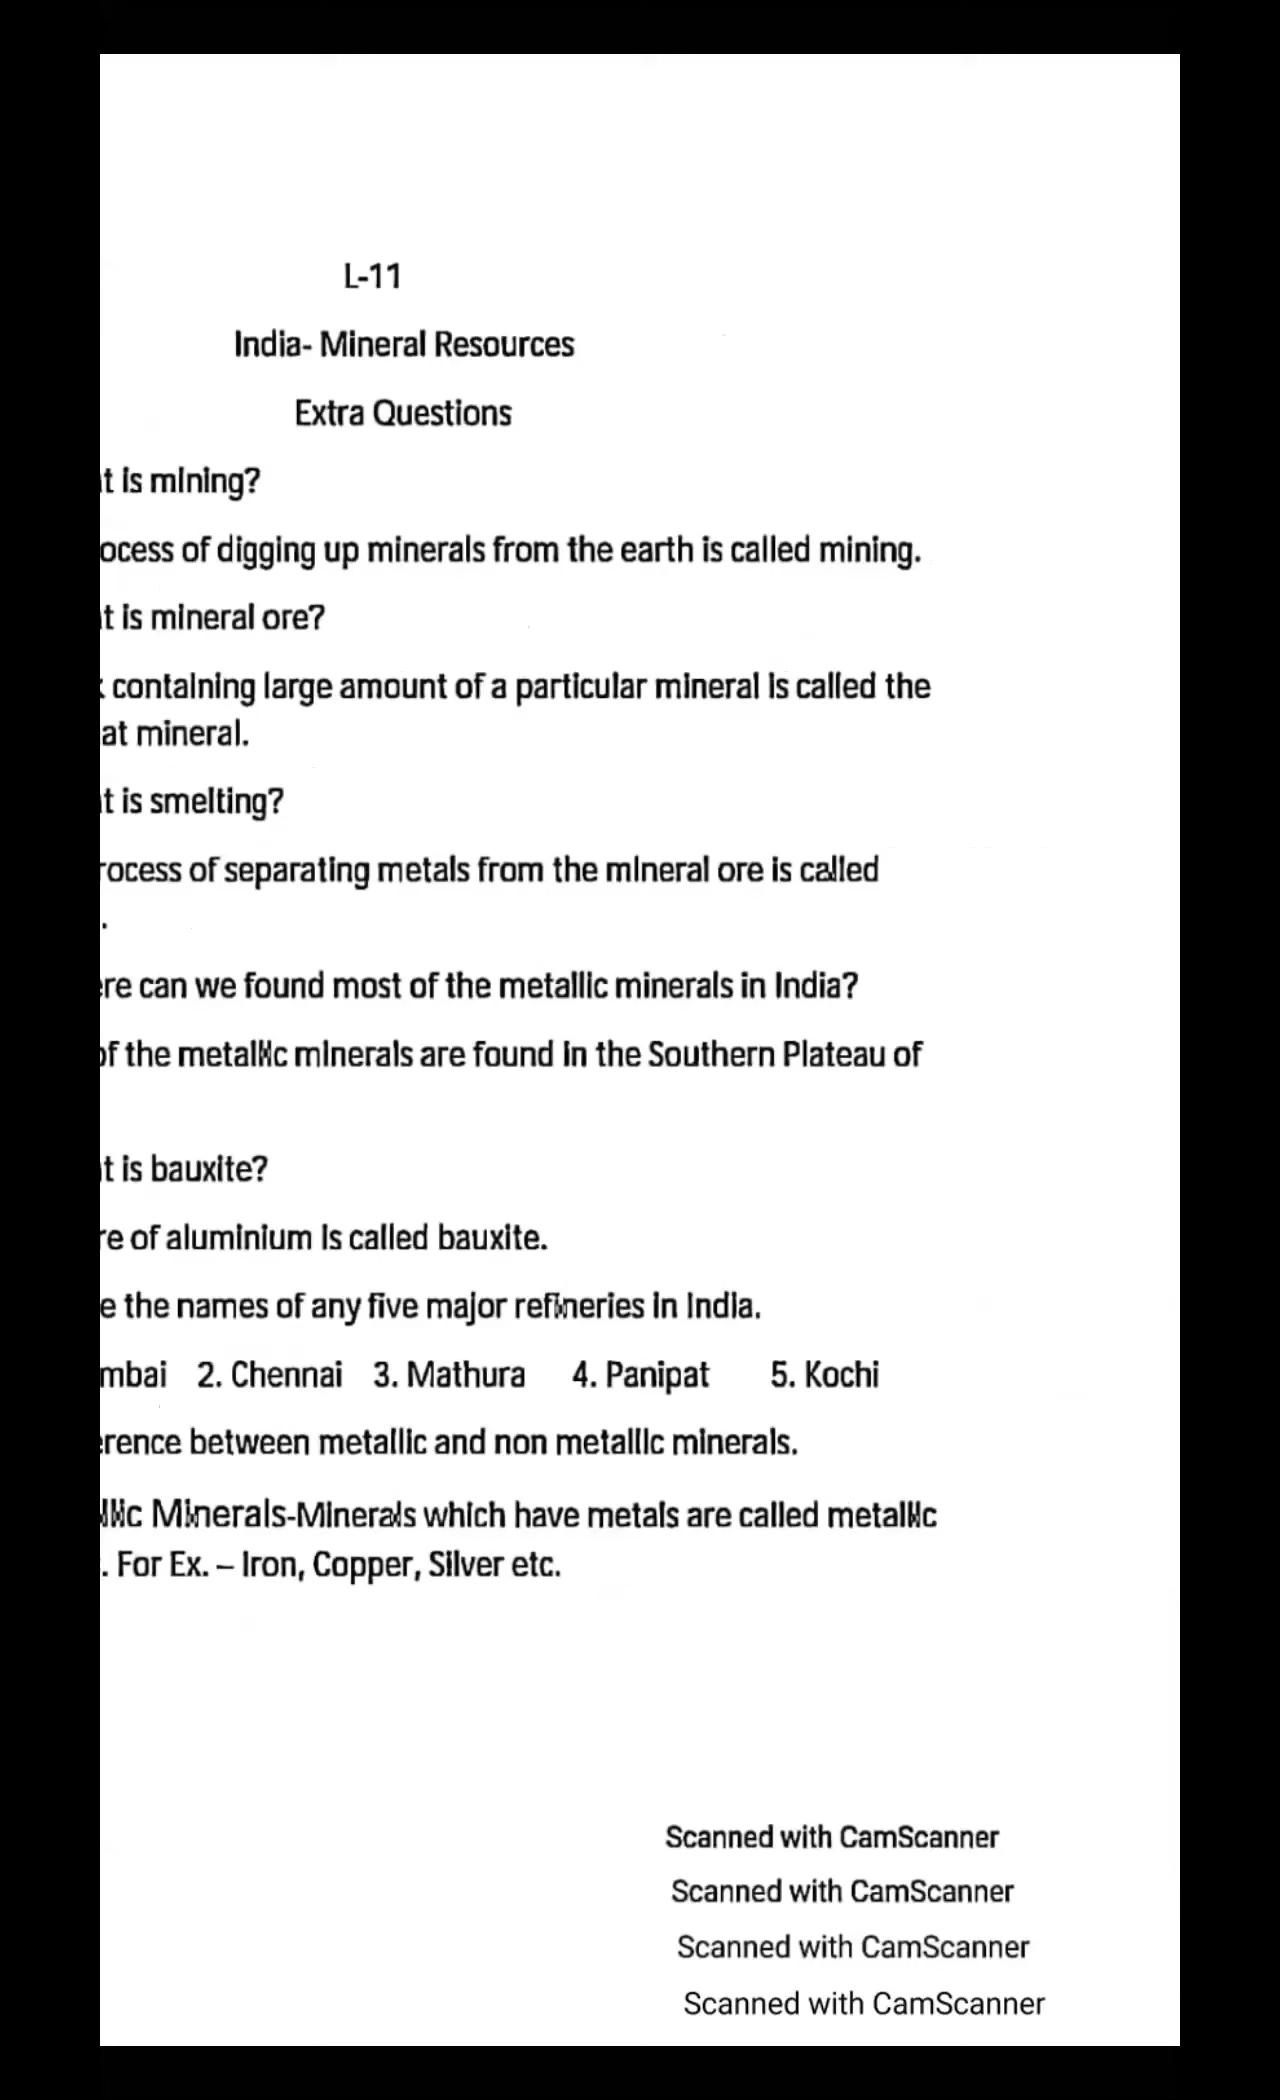 L-11
India- Mineral Resources
Extra Questions
t is mining?
ocess of digging up minerals from the earth is called mining.
t is mineral ore?
containing large amount of a particular mineral is called the
at mineral.
t is smelting?
rocess of separating metals from the mineral ore is called
.
re can we found most of the metallic minerals in India?
of the metallic minerals are found in the Southern Plateau of
t is bauxite?
re of aluminium is called bauxite.
e the names of any five major refineries in India.
mbai 2. Chennai 3. Mathura 4. Panipat 5. Kochi
erence between metallic and non metallic minerals.
llic Minerals-Minerals which have metals are called metallic
. For Ex. – Iron, Copper, Silver etc.
Scanned with CamScanner
Scanned with CamScanner
Scanned with CamScanner
Scanned with CamScanner